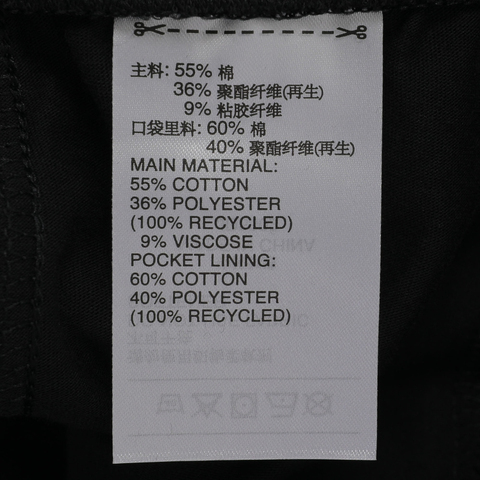 主料: 55% 棉
36% 聚酯纤维(再生)
9% 粘胶纤维
口袋里料: 60% 棉
40% 聚酯纤维(再生)
MAIN MATERIAL:
55% COTTON
36% POLYESTER
(100% RECYCLED)
9% VISCOSE
POCKET LINING:
60% COTTON
40% POLYESTER
(100% RECYCLED)